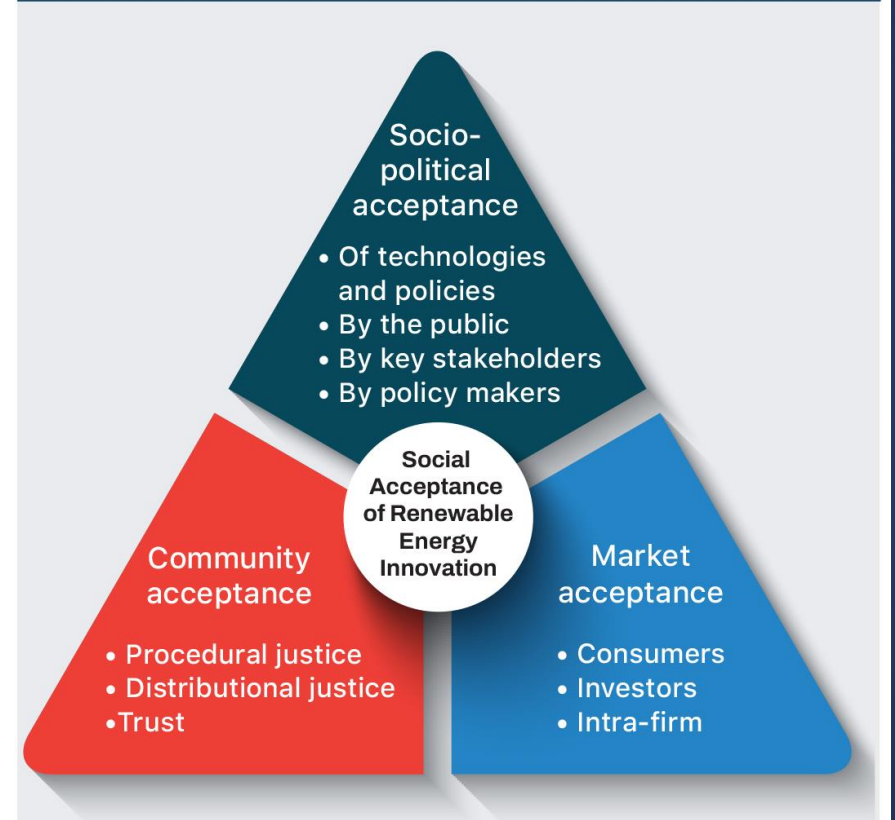 Socio-
political
acceptance
• Of technologies
and policies
• By the public
• By key stakeholders
• By policy makers
Social
Acceptance
of Renewable
Energy
Innovation
Community
acceptance
• Procedural justice
• Distributional justice
•Trust
Market
acceptance
• Consumers
• Investors
• Intra-firm